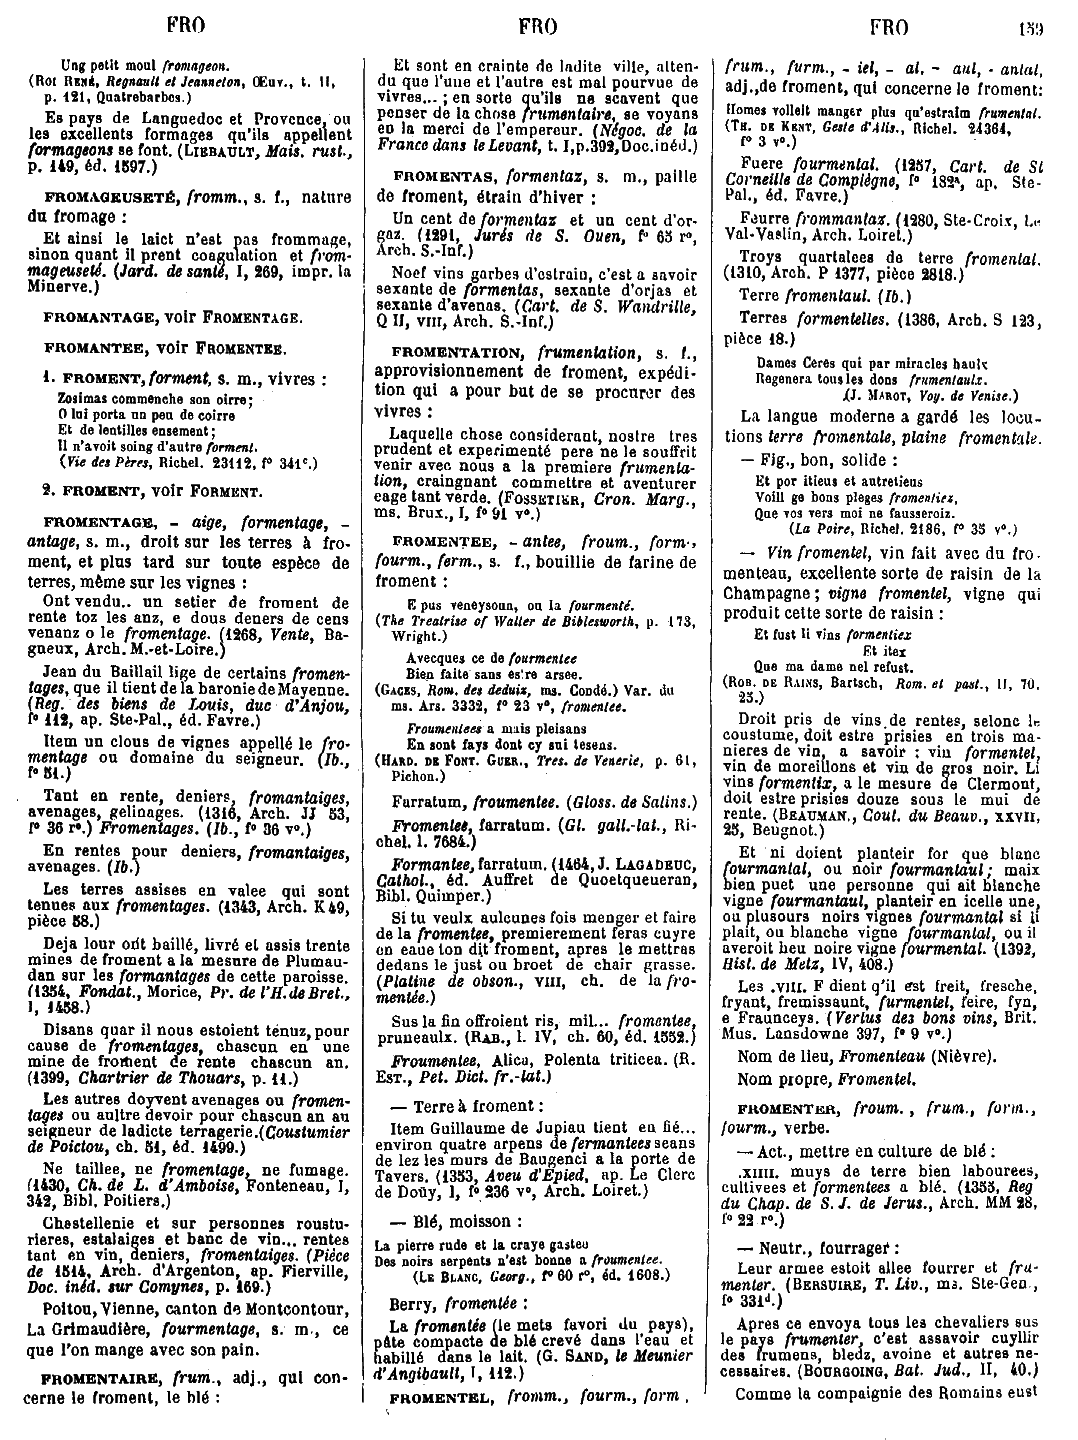 FRO
FRO
FRO
159
Ung petit moul fromageon.
(Roi René, Regnault et Jeanneton, Œuv., t. II,
p. 121, Quatrebarbes.)
Es pays de Languedoc et Provence, ou
les excellents formages qu'ils appellent
formageons se font. (Liebault, Mais. rust.,
p. 149, éd. 1597.)
FROMAGEUSETÉ, fromm., s. f., nature
du fromage :
Et ainsi le laict n'est pas frommage,
sinon quant il prent coagulation et from-
mageuseté. (Jard. de santé, I, 269, impr. la
Minerve.)
FROMANTAGE, voir Fromentage.
FROMANTEE, voir Fromentee.
1. FROMENT, forment, s. m., vivres :
Zosimas commenche son oirre;
O lui porta un peu de coirre
Et de lentilles ensement;
Il n'avoit soing d'autre forment.
(Vie des Pères, Richel. 23112, f° 341ᶜ.)
2. FROMENT, voir Forment.
FROMENTAGE, - aige, formentage, -
antage, s. m., droit sur les terres à fro-
ment, et plus tard sur toute espèce de
terres, même sur les vignes :
Ont vendu.. un setier de froment de
rente toz les anz, e dous deners de cens
venanz o le fromentage. (1268, Vente, Ba-
gneux, Arch. M.-et-Loire.)
Jean du Baillail lige de certains fromen-
tages, que il tient de la baronie de Mayenne.
(Reg. des biens de Louis, duc d'Anjou,
f° 112, ap. Ste-Pal., éd. Favre.)
Item un clous de vignes appellé le fro-
mentage ou domaine du seigneur. (Ib.,
f° 51.)
Tant en rente, deniers, fromantaiges,
avenages, gelinages. (1316, Arch. JJ 53,
f° 36 r°.) Fromentages. (Ib., f° 36 v°.)
En rentes pour deniers, fromantaiges,
avenages. (Ib.)
Les terres assises en valee qui sont
tenues aux fromentages. (1343, Arch. K 49,
pièce 58.)
Deja lour ont baillé, livré et assis trente
mines de froment a la mesure de Plumau-
dan sur les formantages de cette paroisse.
(1354, Fondat., Morice, Pr. de l'H. de Bret.,
I, 1458.)
Disans quar il nous estoient tenuz, pour
cause de fromentages, chascun en une
mine de froment de rente chascun an.
(1399, Chartrier de Thouars, p. 11.)
Les autres doyvent avenages ou fromen-
tages ou aultre devoir pour chascun an au
seigneur de ladicte terragerie. (Coustumier
de Poictou, ch. 51, éd. 1499.)
Ne taillee, ne fromentage, ne fumage.
(1430, Ch. de L. d'Amboise, Fonteneau, I,
342, Bibl. Poitiers.)
Chastellenie et sur personnes roustu-
rieres, estalaiges et banc de vin... rentes
tant en vin, deniers, fromentaiges. (Pièce
de 1514, Arch. d'Argenton, ap. Fierville,
Doc. inéd. sur Comynes, p. 169.)
Poitou, Vienne, canton de Montcontour,
La Grimaudière, fourmentage, s. m., ce
que l'on mange avec son pain.
FROMENTAIRE, frum., adj., qui con-
cerne le froment, le blé :
Et sont en crainte de ladite ville, atten-
du que l'une et l'autre est mal pourvue de
vivres... ; en sorte qu'ils ne scavent que
penser de la chose frumentaire, se voyans
en la merci de l'empereur. (Négoc. de la
France dans le Levant, t. I, p. 392, Doc. inéd.)
FROMENTAS, formentaz, s. m., paille
de froment, étrain d'hiver :
Un cent de formentaz et un cent d'or-
gaz. (1291, Jurés de S. Ouen, f° 65 r°,
Arch. S.-Inf.)
Noef vins garbes d'estrain, c'est a savoir
sexante de formentas, sexante d'orjas et
sexante d'avenas. (Cart. de S. Wandrille,
Q II, viii, Arch. S.-Inf.)
FROMENTATION, frumentation, s. f.,
approvisionnement de froment, expédi-
tion qui a pour but de se procurer des
vivres :
Laquelle chose considerant, nostre tres
prudent et experimenté pere ne le souffrit
venir avec nous a la premiere frumenta-
tion, craingnant commettre et aventurer
eage tant verde. (Fossetier, Cron. Marg.,
ms. Brux., I, f° 91 v°.)
FROMENTEE, - antee, froum., form.,
fourm., ferm., s. f., bouillie de farine de
froment :
E pus veneysoun, ou la fourmenté.
(The Treatrise of Walter de Biblesworth, p. 173,
Wright.)
Avecques ce de fourmentee
Bien faite sans estre arsee.
(Gaces, Rom. des deduiz, ms. Condé.) Var. du
ms. Ars. 3332, f° 23 v°, fromentee.
Froumentees a mais pleisans
En sont fays dont cy sui tesens.
(Hard. de Font. Guer., Tres. de Venerie, p. 61,
Pichon.)
Farratum, froumentee. (Gloss. de Salins.)
Fromentee, farratum. (Gl. gall.-lat., Ri-
chel. l. 7684.)
Formantee, farratum. (1464, J. Lagadeuc,
Cathol., éd. Auffret de Quoetqueueran,
Bibl. Quimper.)
Si tu veulx aulcunes fois menger et faire
de la fromentee, premierement feras cuyre
en eaue ton dit froment, apres le mettras
dedans le just ou broet de chair grasse.
(Platine de obson., viii, ch. de la fro-
mentée.)
Sus la fin offroient ris, mil... fromentee,
pruneaulx. (Rab., l. IV, ch. 60, éd. 1552.)
Froumentee, Alica, Polenta triticea. (R.
Est., Pet. Dict. fr.-lat.)
— Terre à froment :
Item Guillaume de Jupiau tient en fié...
environ quatre arpens de fermantees seans
de lez les murs de Baugenci a la porte de
Tavers. (1353, Aveu d'Epied, ap. Le Clerc
de Doüy, I, f° 236 v°, Arch. Loiret.)
— Blé, moisson :
La pierre rude et la craye gasteu
Des noirs serpents n'est bonne a froumentee.
(Le Blanc, Georg., f° 60 r°, éd. 1608.)
Berry, fromentée :
La fromentée (le mets favori du pays),
pâte compacte de blé crevé dans l'eau et
habillé dans le lait. (G. Sand, le Meunier
d'Angibault, I, 112.)
FROMENTEL, fromm., fourm., form.,
frum., furm., - iel, - al, - aul, - antal,
adj., de froment, qui concerne le froment:
Homes volleit manger plus qu'estraim frumental.
(Th. de Kent, Geste d'Alis., Richel. 24364,
f° 3 v°.)
Fuere fourmental. (1257, Cart. de St
Corneille de Compiègne, f° 182ᴬ, ap. Ste-
Pal., éd. Favre.)
Feurre frommantaz. (1280, Ste-Croix, Le
Val-Vaslin, Arch. Loiret.)
Troys quartalees de terre fromental.
(1310, Arch. P 1377, pièce 2818.)
Terre fromentaul. (Ib.)
Terres formentelles. (1386, Arch. S 123,
pièce 18.)
Dames Cerès qui par miracles haulx
Regenera tous les dons frumentaulx.
(J. Marot, Voy. de Venise.)
La langue moderne a gardé les locu-
tions terre fromentale, plaine fromentale.
— Fig., bon, solide :
Et por itieus et autretieus
Voill ge bons pleges fromentiex,
Que vos vers moi ne fausseroiz.
(La Poire, Richel. 2186, f° 35 v°.)
— Vin fromentel, vin fait avec du fro-
menteau, excellente sorte de raisin de la
Champagne ; vigne fromentel, vigne qui
produit cette sorte de raisin :
Et fust li vins formentiex
Et itex
Que ma dame nel refust.
(Rob. de Rains, Bartsch, Rom. et past., II, 70,
25.)
Droit pris de vins de rentes, selonc le
coustume, doit estre prisies en trois ma-
nieres de vin, a savoir : vin formentel,
vin de moreillons et vin de gros noir. Li
vins formentix, a le mesure de Clermont,
doit estre prisies douze sous le mui de
rente. (Beauman., Cout. du Beauv., xxvii,
25, Beugnot.)
Et ni doient planteir for que blanc
fourmantal, ou noir fourmantaul ; maix
bien puet une personne qui ait blanche
vigne fourmantaul, planteir en icelle une,
ou plusours noirs vignes fourmantal si li
plait, ou blanche vigne fourmantal, ou il
averoit heu noire vigne fourmental. (1392,
Hist. de Metz, IV, 408.)
Les .viii. F dient q'il est freit, fresche,
fryant, fremissaunt, furmentel, feire, fyn,
e Fraunceys. (Vertus des bons vins, Brit.
Mus. Lansdowne 397, f° 9 v°.)
Nom de lieu, Fromenteau (Nièvre).
Nom propre, Fromentel.
FROMENTER, froum., frum., form.,
fourm., verbe.
— Act., mettre en culture de blé :
.xiiii. muys de terre bien labourees,
cultivees et formentees a blé. (1355, Reg
du Chap. de S. J. de Jerus., Arch. MM 28,
f° 22 r°.)
— Neutr., fourrager :
Leur armee estoit allee fourrer et fru-
menter. (Bersuire, T. Liv., ms. Ste-Gen.,
f° 331ᵈ.)
Apres ce envoya tous les chevaliers sus
le pays frumenter, c'est assavoir cuyllir
des frumens, bledz, avoine et autres ne-
cessaires. (Bourgoing, Bat. Jud., II, 40.)
Comme la compaignie des Romains eust